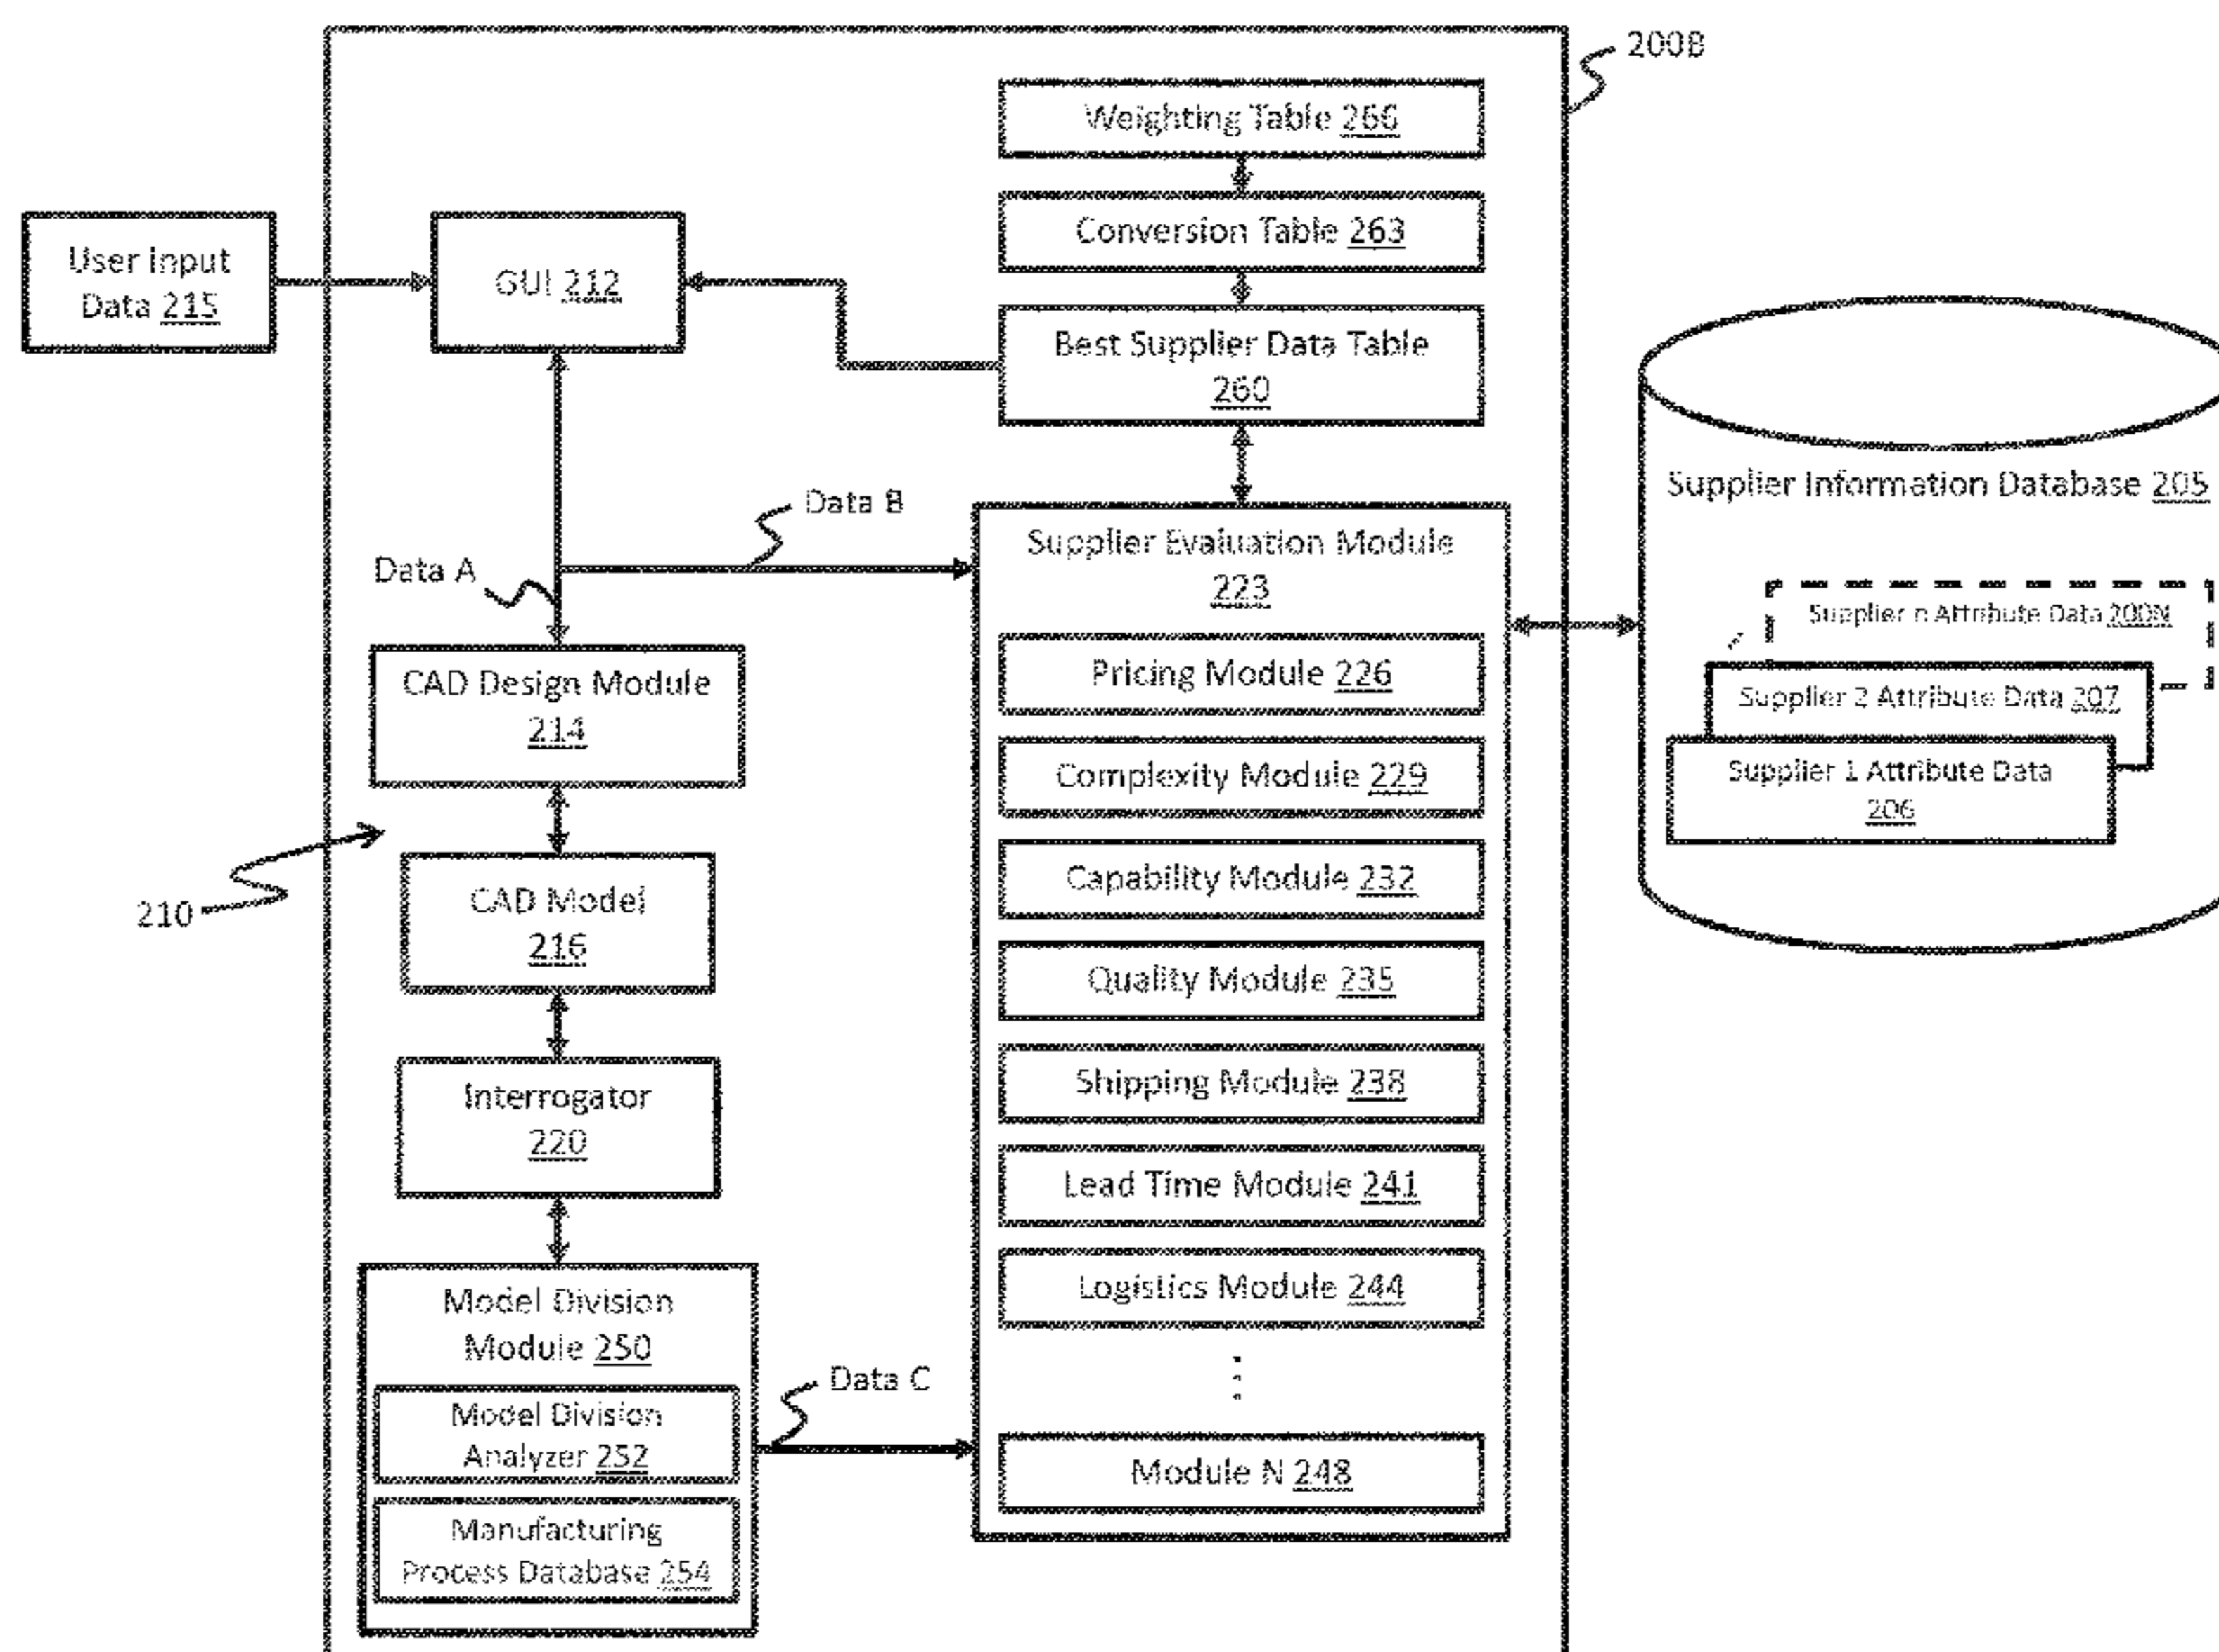 200B
Weighting Table 266
Conversion Table 263
User Input
Data 215
GUI 212
Best Supplier Data Table
260
Supplier Information Database 205
Data B
Data A
Supplier Evaluation Module
223
Supplier n Attribute Data 200N
Supplier 2 Attribute Data 207
Supplier 1 Attribute Data
206
CAD Design Module
214
Pricing Module 226
Complexity Module 229
Capability Module 232
Quality Module 235
Shipping Module 238
Lead Time Module 241
Logistics Module 244
Module N 248
210
CAD Model
216
Interrogator
220
Model Division
Module 250
Model Division
Analyzer 252
Manufacturing
Process Database 254
Data C